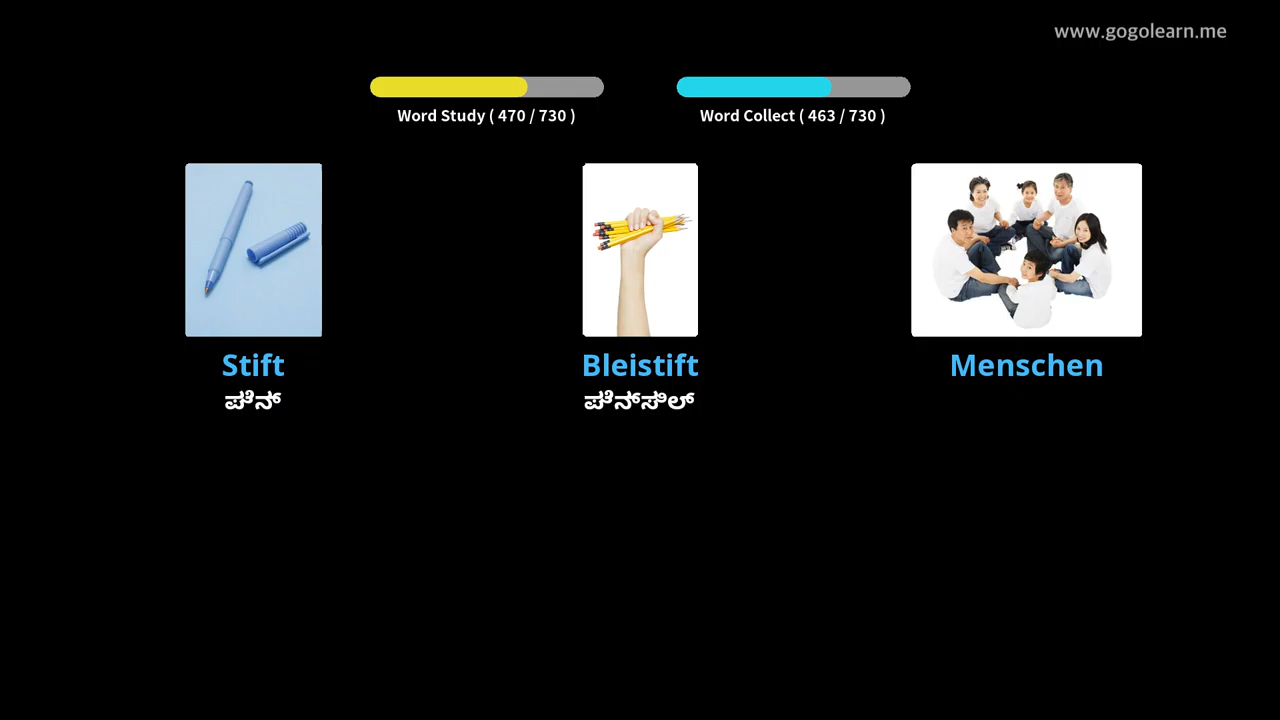 www.gogolearn.me
Word Study ( 470 / 730 )
Word Collect ( 463 / 730 )
Stift
Bleistift
Menschen
ಪೆನ್
ಪೆನ್ಸಿಲ್